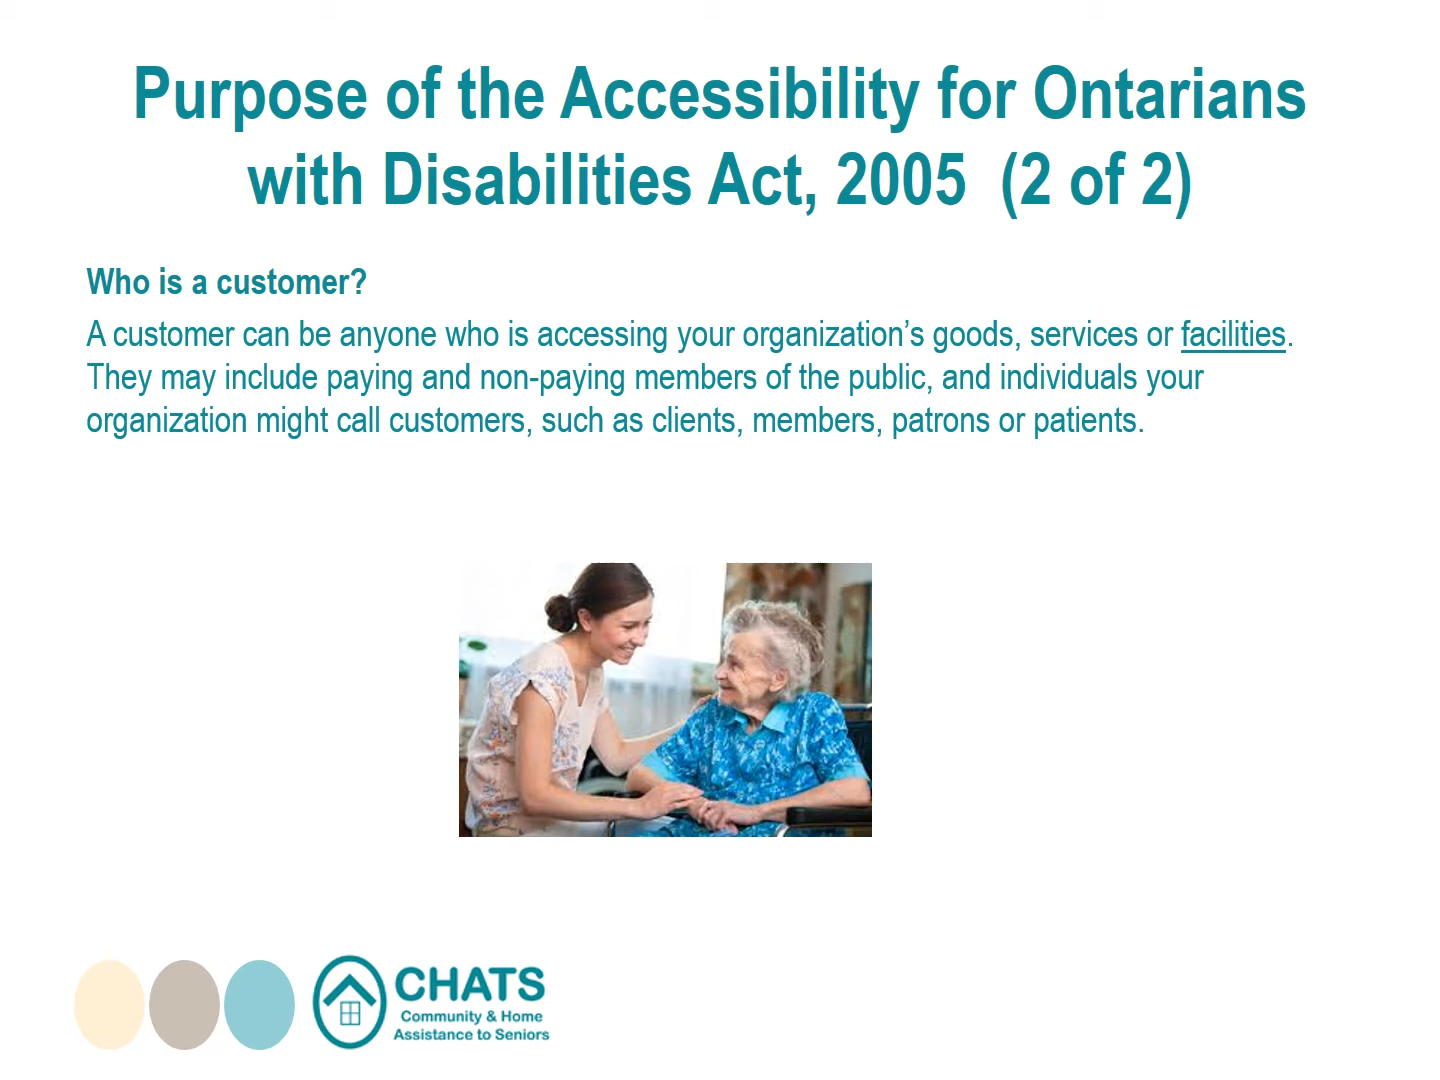 Purpose of the Accessibility for Ontarians
with Disabilities Act, 2005 (2 of 2)
Who is a customer?
A customer can be anyone who is accessing your organization’s goods, services or facilities.
They may include paying and non-paying members of the public, and individuals your
organization might call customers, such as clients, members, patrons or patients.
CHATS
Community & Home
Assistance to Seniors